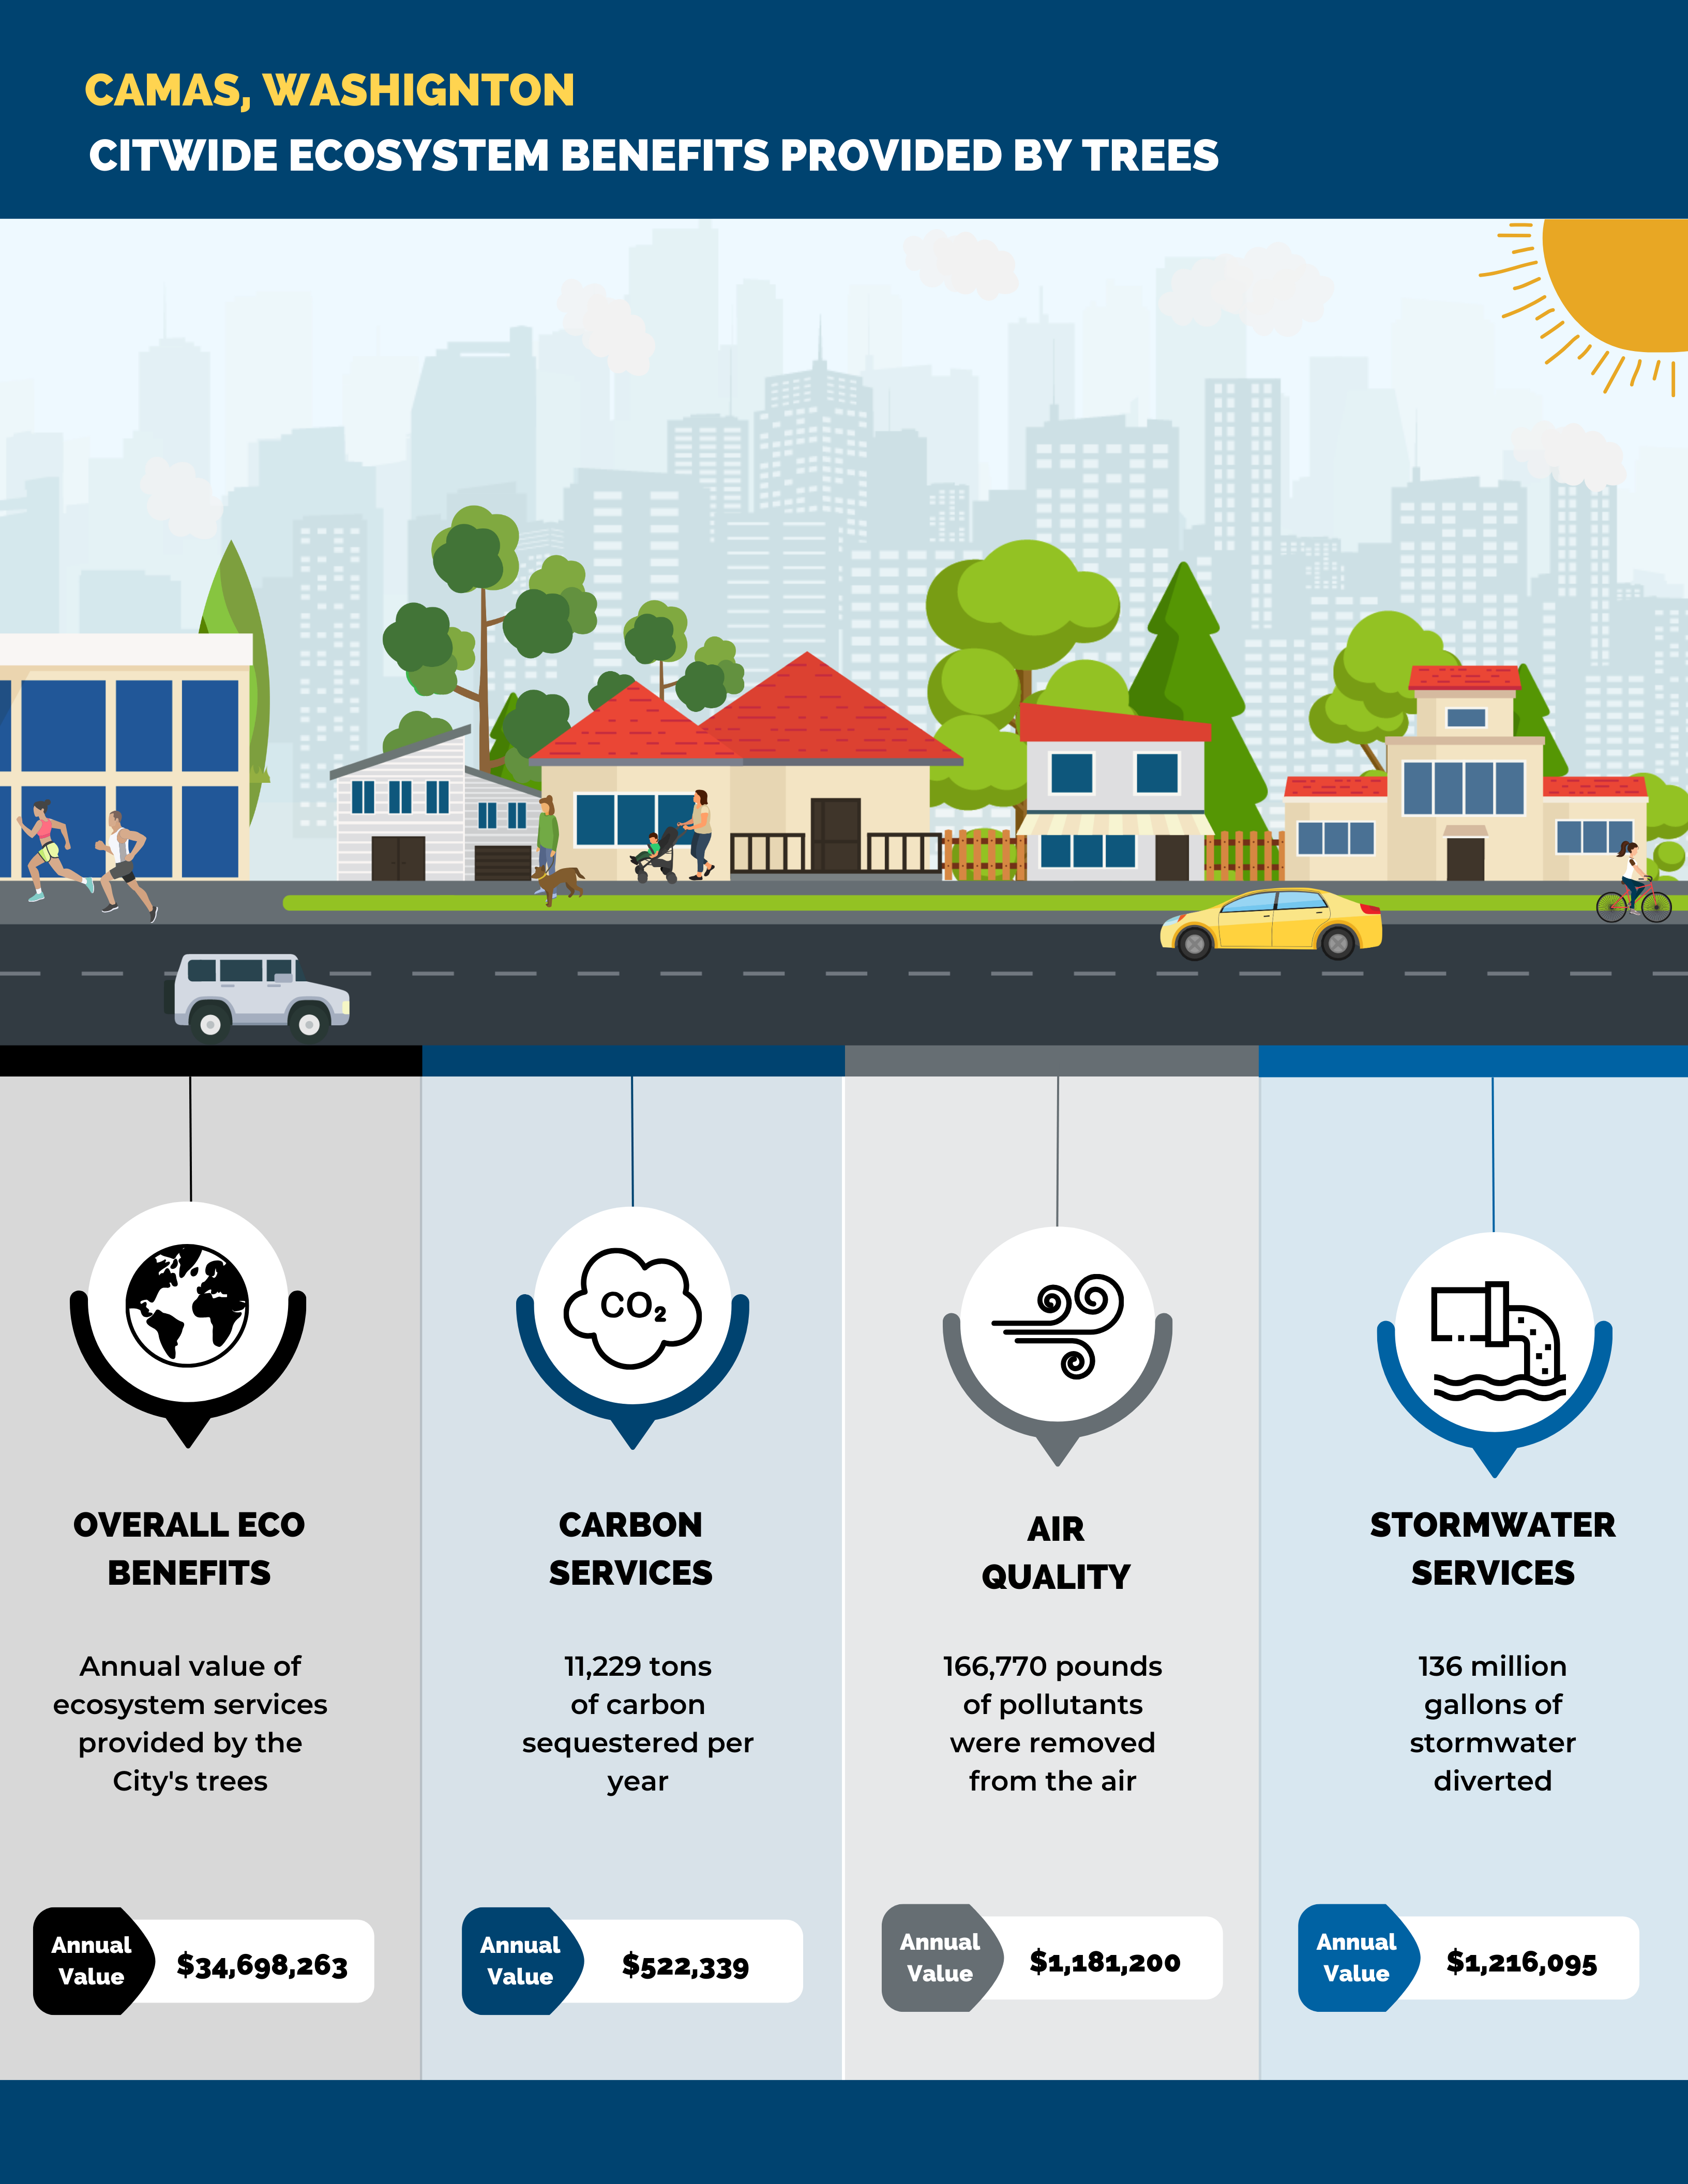 CAMAS, WASHIGNTON
CITWIDE ECOSYSTEM BENEFITS PROVIDED BY TREES
CO₂
OVERALL ECO
BENEFITS
Annual value of
ecosystem services
provided by the
City's trees
Annual
Value
$34,698,263
CARBON
SERVICES
11,229 tons
of carbon
sequestered per
year
Annual
Value
$522,339
AIR
QUALITY
166,770 pounds
of pollutants
were removed
from the air
Annual
Value
$1,181,200
STORMWATER
SERVICES
136 million
gallons of
stormwater
diverted
Annual
Value
$1,216,095